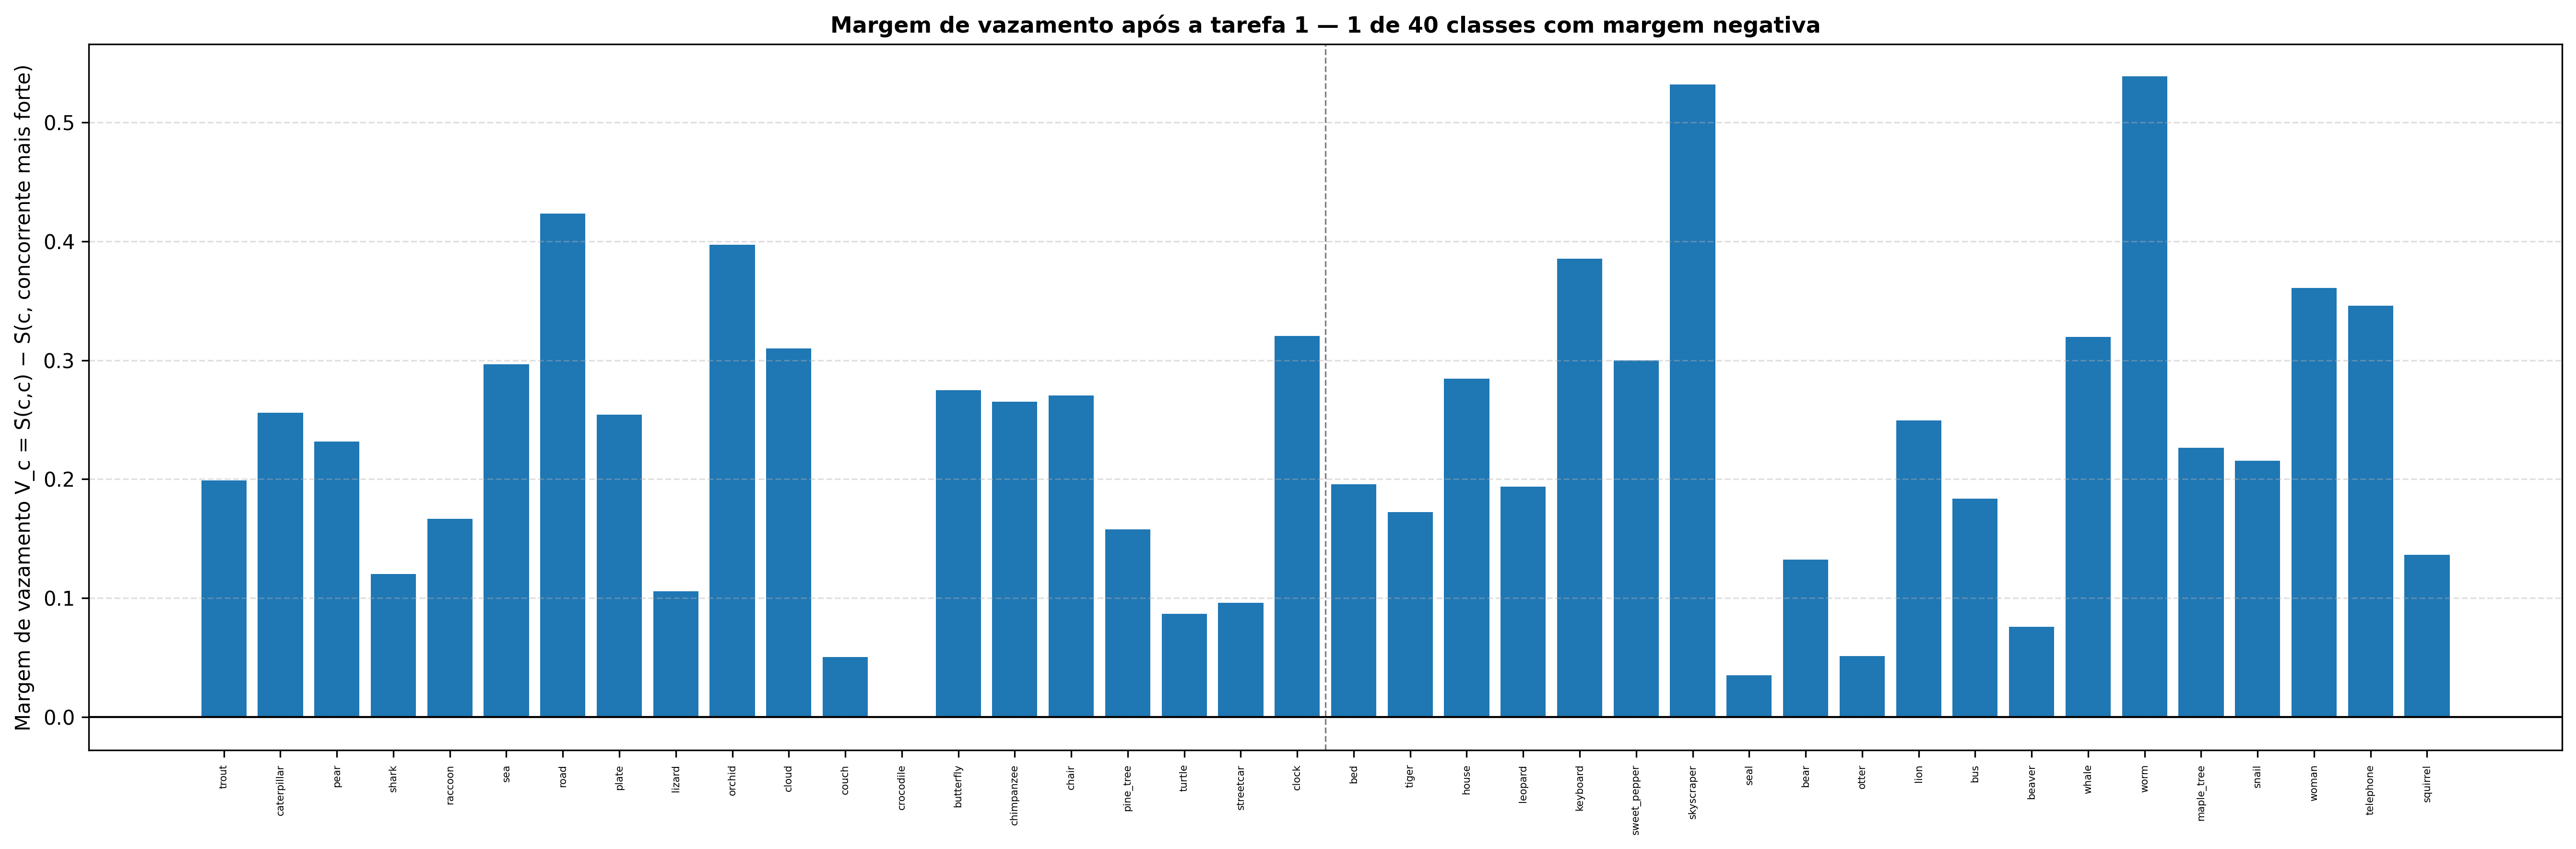 Margem de vazamento após a tarefa 1 — 1 de 40 classes com margem negativa
Margem de vazamento V_c = S(c,c) − S(c, concorrente mais forte)
0.5
0.4
0.3
0.2
0.1
0.0
trout
caterpillar
pear
shark
raccoon
sea
road
plate
lizard
orchid
cloud
couch
crocodile
butterfly
chimpanzee
chair
pine_tree
turtle
streetcar
clock
bed
tiger
house
leopard
keyboard
sweet_pepper
skyscraper
seal
bear
otter
lion
bus
beaver
whale
worm
maple_tree
snail
woman
telephone
squirrel